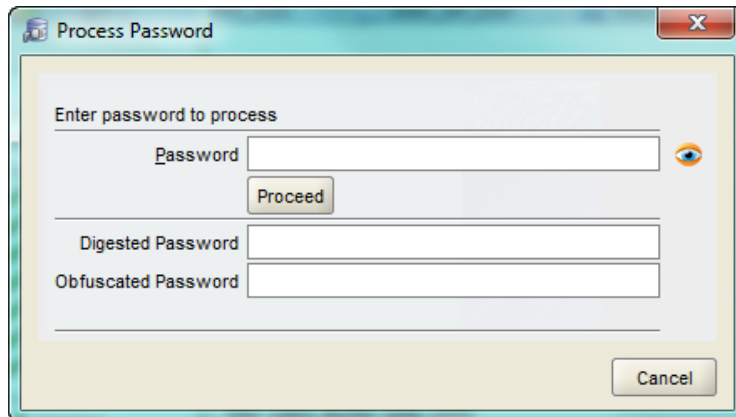 Process Password
Enter password to process
Password
Proceed
Digested Password
Obfuscated Password
Cancel